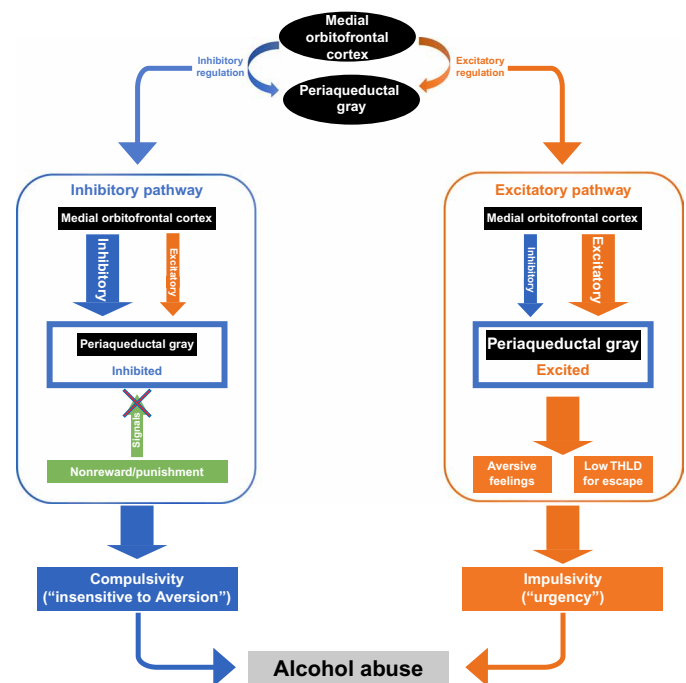 Medial
orbitofrontal
cortex
Inhibitory
regulation
Excitatory
regulation
Periaqueductal
gray
Inhibitory pathway
Medial orbitofrontal cortex
Inhibitory
Excitatory
Periaqueductal gray
Inhibited
Signals
Nonreward/punishment
Compulsivity
(“insensitive to Aversion”)
Excitatory pathway
Medial orbitofrontal cortex
Inhibitory
Excitatory
Periaqueductal gray
Excited
Aversive
feelings
Low THLD
for escape
Impulsivity
(“urgency”)
Alcohol abuse